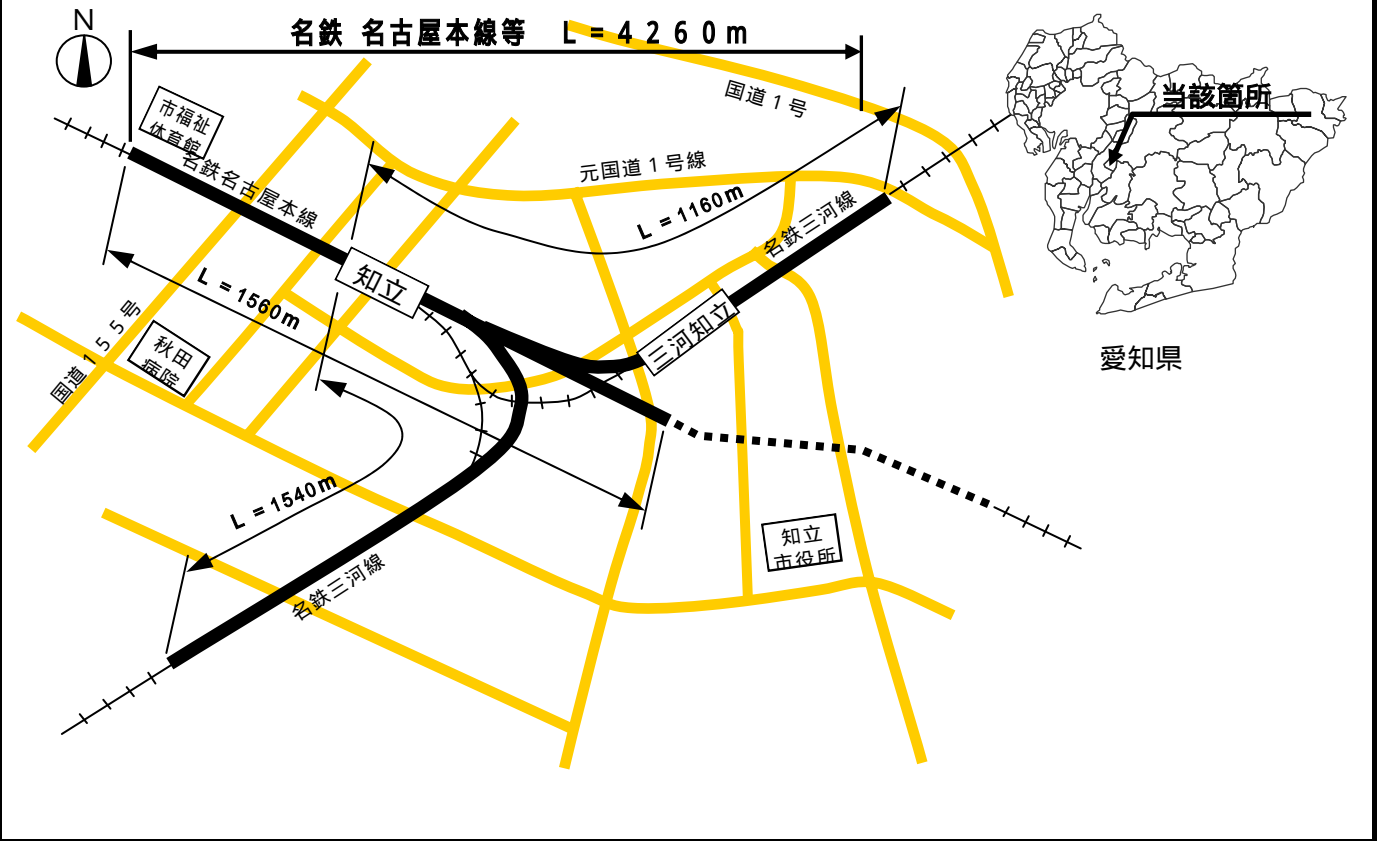 N
名鉄 名古屋本線等 L=4260m
国道1号
当該箇所
市福祉
体育館
名鉄名古屋本線
元国道1号線
L=1160m
名鉄三河線
知立
L=1560m
三河知立
国道155号
秋田
病院
愛知県
L=1540m
名鉄三河線
知立
市役所